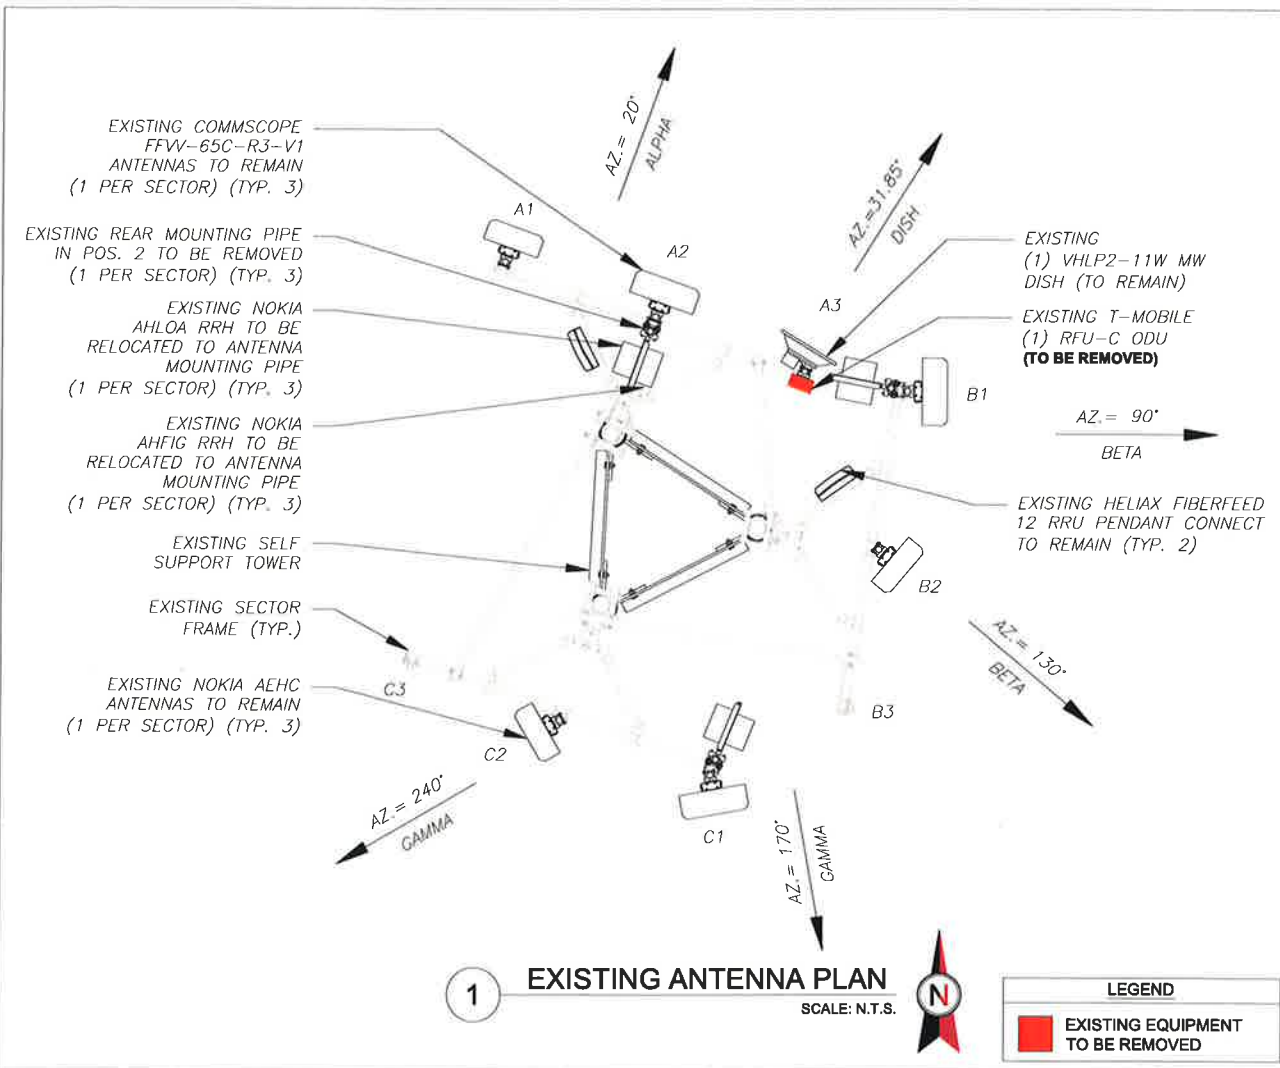 EXISTING COMMSCOPE
FFVV-65C-R3-V1
ANTENNAS TO REMAIN
(1 PER SECTOR) (TYP. 3)
EXISTING REAR MOUNTING PIPE
IN POS. 2 TO BE REMOVED
(1 PER SECTOR) (TYP. 3)
EXISTING NOKIA
AHLOA RRH TO BE
RELOCATED TO ANTENNA
MOUNTING PIPE
(1 PER SECTOR) (TYP. 3)
EXISTING NOKIA
AHFIG RRH TO BE
RELOCATED TO ANTENNA
MOUNTING PIPE
(1 PER SECTOR) (TYP. 3)
EXISTING SELF
SUPPORT TOWER
EXISTING SECTOR
FRAME (TYP.)
EXISTING NOKIA AEHC
ANTENNAS TO REMAIN
(1 PER SECTOR) (TYP. 3)
AZ.= 20°
ALPHA
A1
A2
A3
AZ.=31.85°
DISH
EXISTING
(1) VHLP2-11W MW
DISH (TO REMAIN)
EXISTING T-MOBILE
(1) RFU-C ODU
(TO BE REMOVED)
B1
AZ.= 90°
BETA
EXISTING HELIAX FIBERFEED
12 RRU PENDANT CONNECT
TO REMAIN (TYP. 2)
B2
AZ.= 130°
BETA
B3
C3
C2
C1
AZ.= 240°
GAMMA
AZ.= 170°
GAMMA
1
EXISTING ANTENNA PLAN
SCALE: N.T.S.
N
LEGEND
EXISTING EQUIPMENT
TO BE REMOVED